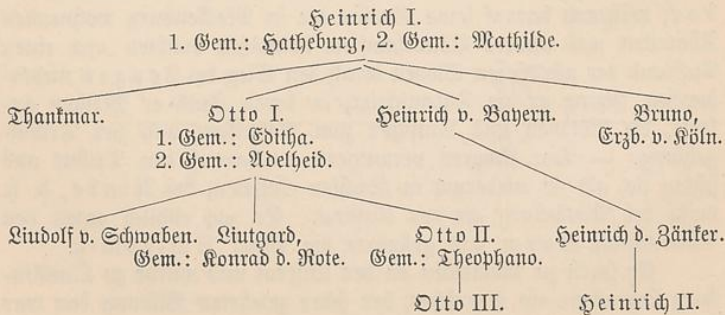 Heinrich I.
1. Gem.: Hatheburg, 2. Gem.: Mathilde.
Thankmar. Otto I. Heinrich v. Bayern. Bruno,
1. Gem.: Editha. Erzb. v. Köln.
2. Gem.: Adelheid.
Liudolf v. Schwaben. Liutgard, Otto II. Heinrich d. Zänker.
Gem.: Konrad d. Rote. Gem.: Theophano.
Otto III. Heinrich II.